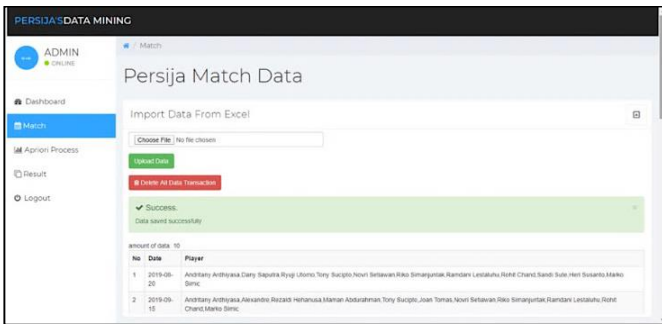 PERSIJA'SDATA MINING
ADMIN
ONLINE
Dashboard
Match
Apriori Process
Result
Logout
/ Match
Persija Match Data
Import Data From Excel
Choose File No file chosen
Upload Data
Delete All Data Transaction
Success.
Data saved successfully
×
amount of data 10
No Date Player
1 2019-08-20 Andritany Ardhiyasa,Dany Saputra,Ryuji Utomo,Tony Sucipto,Novri Setiawan,Riko Simanjuntak,Ramdani Lestaluhu,Rohit Chand,Sandi Sute,Heri Susanto,Marko
Simic
2 2019-09-15 Andritany Ardhiyasa,Alexandre,Rezaldi Hehanusa,Maman Abdurahman,Tony Sucipto,Joan Tomas,Novri Setiawan,Riko Simanjuntak,Ramdani Lestaluhu,Rohit
Chand,Marko Simic